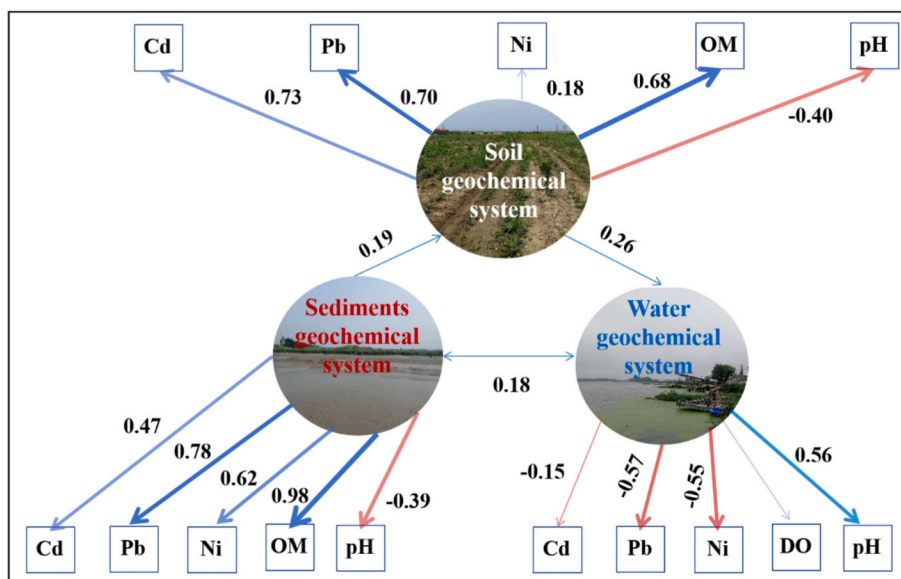 Cd
Pb
Ni
OM
pH
0.73
0.70
0.18
0.68
-0.40
Soil
geochemical
system
0.19
0.26
Sediments
geochemical
system
Water
geochemical
system
0.18
0.47
0.78
0.62
0.98
-0.39
-0.15
-0.57
-0.55
0.56
Cd
Pb
Ni
OM
pH
Cd
Pb
Ni
DO
pH